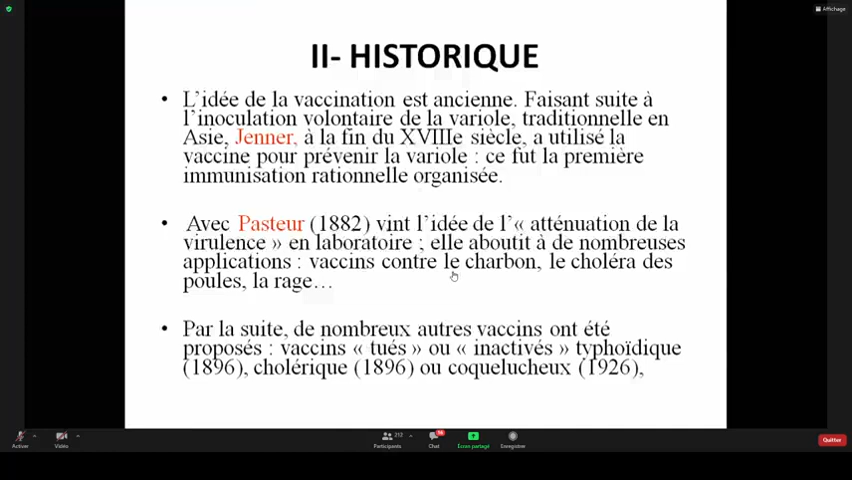 Affichage
II- HISTORIQUE
• L’idée de la vaccination est ancienne. Faisant suite à
l’inoculation volontaire de la variole, traditionnelle en
Asie, Jenner, à la fin du XVIIIe siècle, a utilisé la
vaccine pour prévenir la variole : ce fut la première
immunisation rationnelle organisée.
• Avec Pasteur (1882) vint l’idée de l’« atténuation de la
virulence » en laboratoire ; elle aboutit à de nombreuses
applications : vaccins contre le charbon, le choléra des
poules, la rage…
• Par la suite, de nombreux autres vaccins ont été
proposés : vaccins « tués » ou « inactivés » typhoïdique
(1896), cholérique (1896) ou coquelucheux (1926),
212
Activer Vidéo Participants Chat Écran partagé Enregistrer Quitter